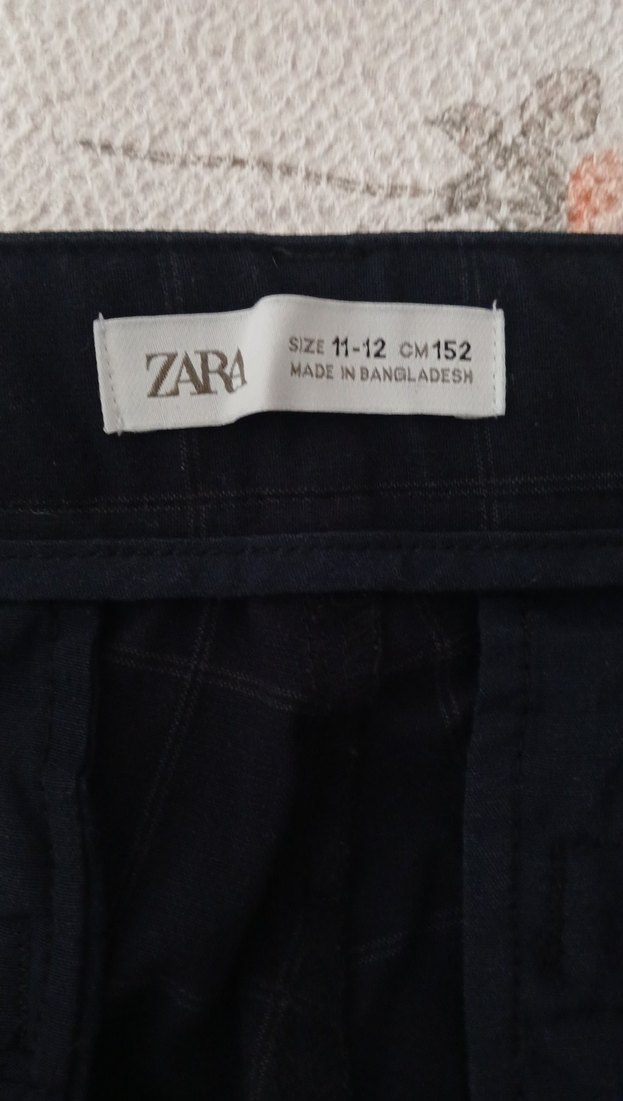 ZARA
SIZE 11-12 CM 152
MADE IN BANGLADESH